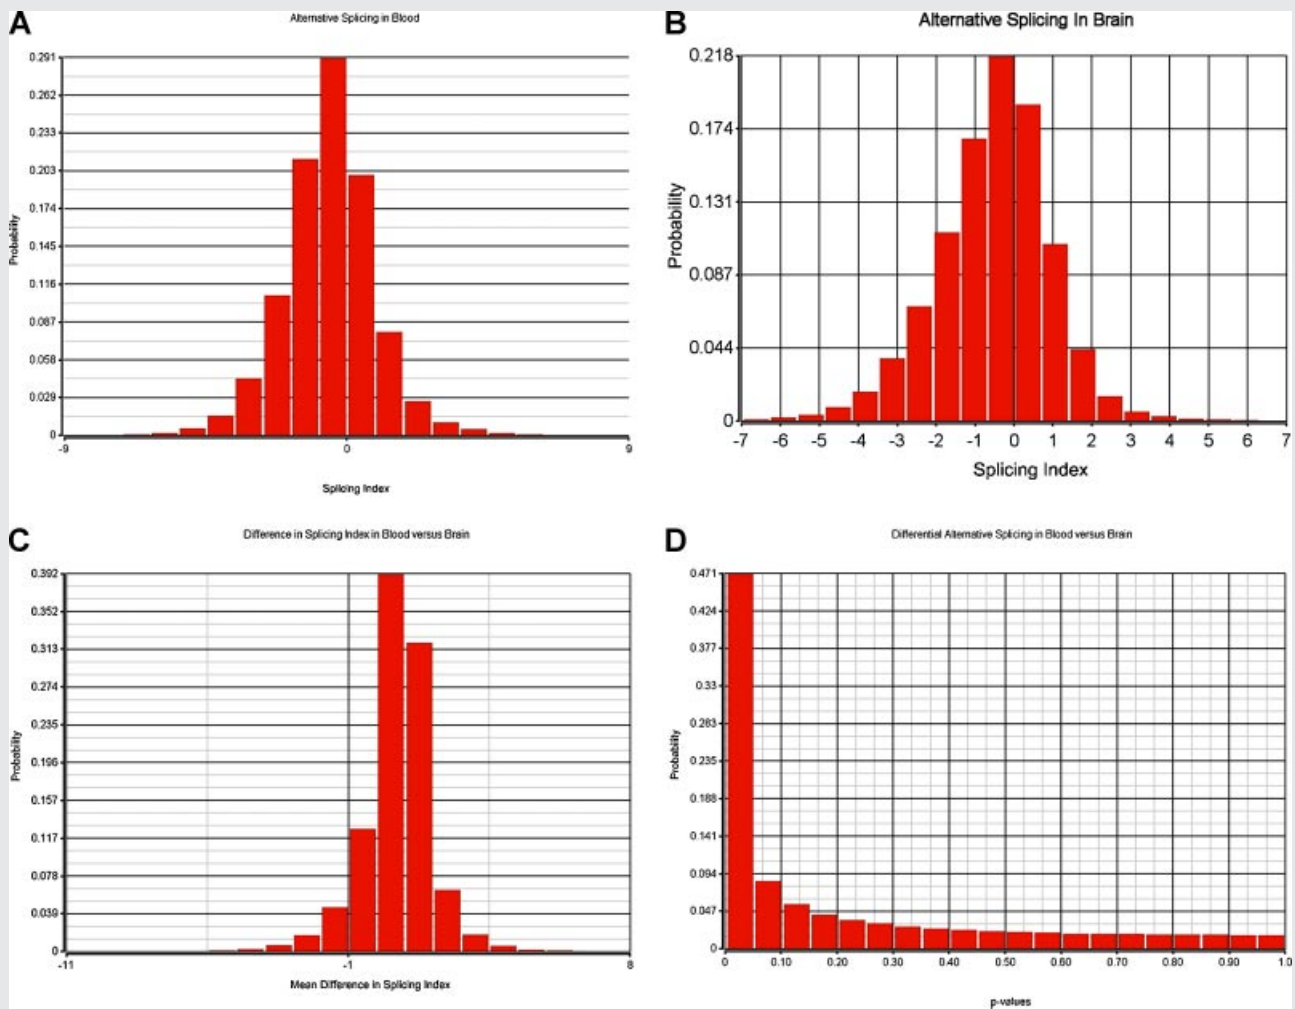 A
Alternative Splicing in Blood
0.291
0.262
0.233
0.203
0.174
0.145
0.116
0.087
0.058
0.029
0
Probability
-9
0
9
Splicing Index
B
Alternative Splicing In Brain
0.218
0.174
0.131
0.087
0.044
0
Probability
-7 -6 -5 -4 -3 -2 -1 0 1 2 3 4 5 6 7
Splicing Index
C
Difference in Splicing Index in Blood versus Brain
0.392
0.352
0.313
0.274
0.235
0.196
0.157
0.117
0.078
0.039
0
Probability
-11
-1
8
Mean Difference in Splicing Index
D
Differential Alternative Splicing in Blood versus Brain
0.471
0.424
0.377
0.33
0.283
0.235
0.188
0.141
0.094
0.047
0
Probability
0 0.10 0.20 0.30 0.40 0.50 0.60 0.70 0.80 0.90 1.0
p-values